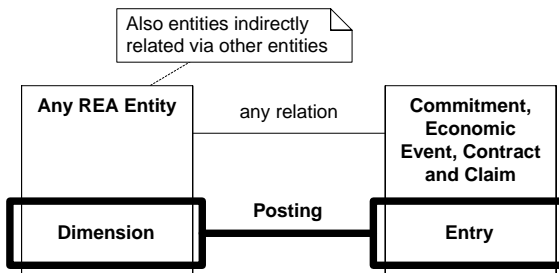 Also entities indirectly
related via other entities
Any REA Entity
any relation
Commitment,
Economic
Event, Contract
and Claim
Posting
Dimension
Entry